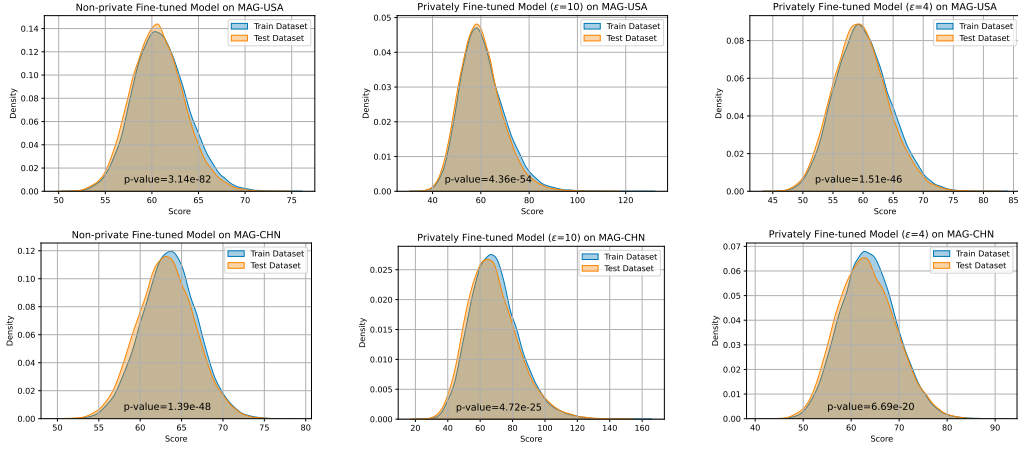 Non-private Fine-tuned Model on MAG-USA
Train Dataset
Test Dataset
0.14
0.12
0.10
0.08
0.06
0.04
0.02
0.00
Density
p-value=3.14e-82
50 55 60 65 70 75
Score
Privately Fine-tuned Model (ε=10) on MAG-USA
Train Dataset
Test Dataset
0.05
0.04
0.03
0.02
0.01
0.00
Density
p-value=4.36e-54
40 60 80 100 120
Score
Privately Fine-tuned Model (ε=4) on MAG-USA
Train Dataset
Test Dataset
0.08
0.06
0.04
0.02
0.00
Density
p-value=1.51e-46
45 50 55 60 65 70 75 80 85
Score
Non-private Fine-tuned Model on MAG-CHN
Train Dataset
Test Dataset
0.12
0.10
0.08
0.06
0.04
0.02
0.00
Density
p-value=1.39e-48
50 55 60 65 70 75 80
Score
Privately Fine-tuned Model (ε=10) on MAG-CHN
Train Dataset
Test Dataset
0.025
0.020
0.015
0.010
0.005
0.000
Density
p-value=4.72e-25
20 40 60 80 100 120 140 160
Score
Privately Fine-tuned Model (ε=4) on MAG-CHN
Train Dataset
Test Dataset
0.07
0.06
0.05
0.04
0.03
0.02
0.01
0.00
Density
p-value=6.69e-20
40 50 60 70 80 90
Score